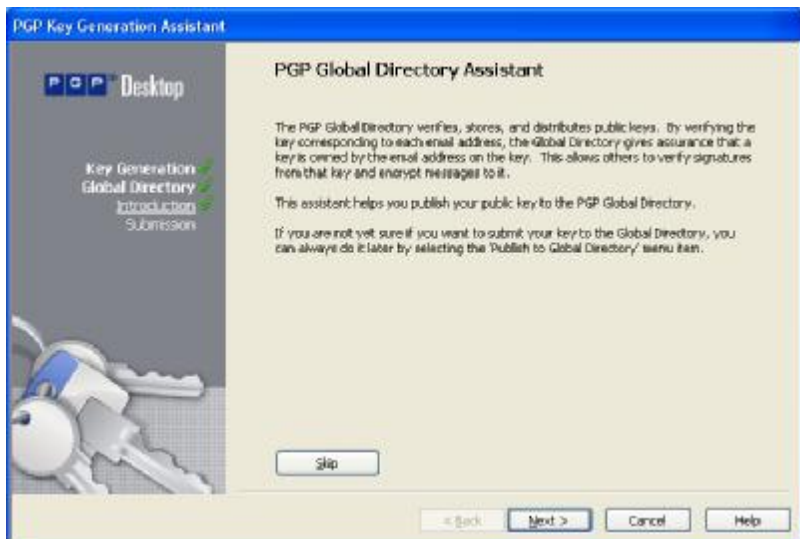 PGP Key Generation Assistant
PGP Desktop
Key Generation
Global Directory
Introduction
Submission
PGP Global Directory Assistant
The PGP Global Directory verifies, stores, and distributes public keys. By verifying the
key corresponding to each email address, the Global Directory gives assurance that a
key is owned by the email address on the key. This allows others to verify signatures
from that key and encrypt messages to it.
This assistant helps you publish your public key to the PGP Global Directory.
If you are not yet sure if you want to submit your key to the Global Directory, you
can always do it later by selecting the 'Publish to Global Directory' menu item.
Skip
< Back
Next >
Cancel
Help